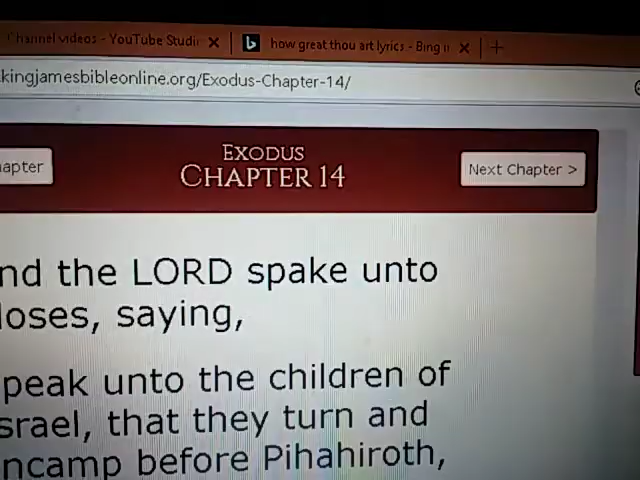 Channel videos - YouTube Studi ×
how great thou art lyrics - Bing ×
+
kingjamesbibleonline.org/Exodus-Chapter-14/
apter
EXODUS
CHAPTER 14
Next Chapter >
nd the LORD spake unto
oses, saying,
peak unto the children of
srael, that they turn and
ncamp before Pihahiroth,